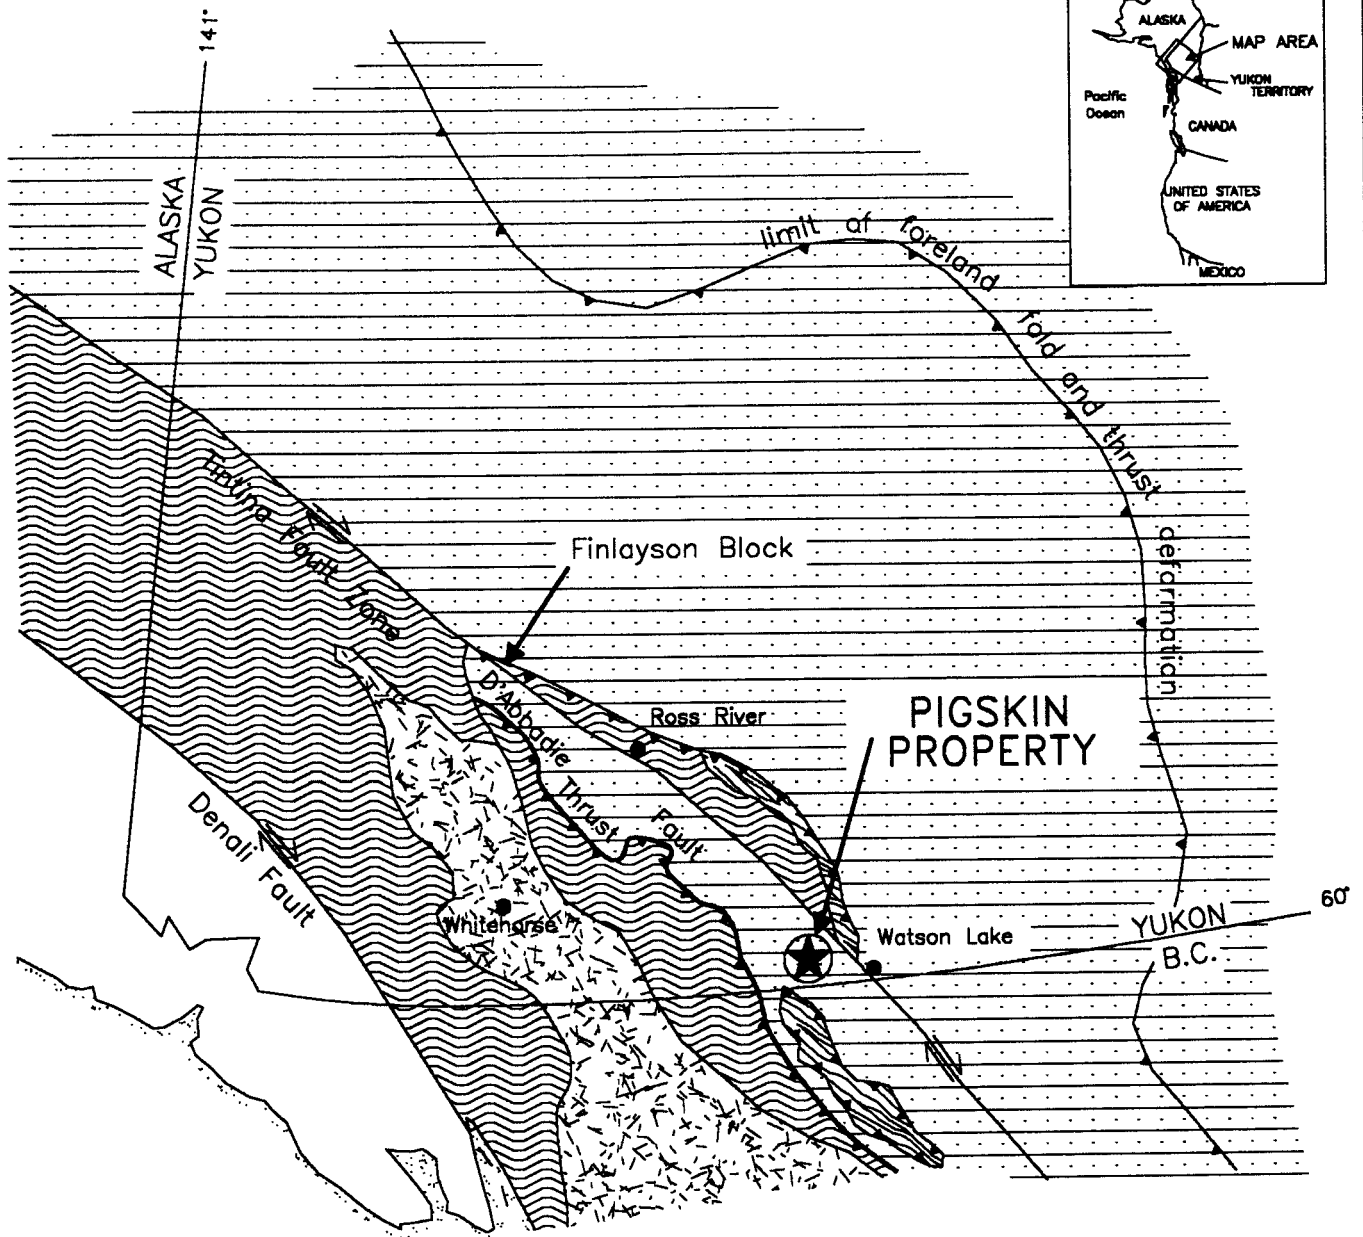 141°
ALASKA
MAP AREA
YUKON
TERRITORY
Pacific
Ocean
CANADA
UNITED STATES
OF AMERICA
MEXICO
ALASKA
YUKON
limit of foreland fold and thrust deformation
Tintina Fault Zone
Finlayson Block
D'Abbadie Thrust Fault
Ross River
PIGSKIN
PROPERTY
Denali Fault
Whitehorse
Watson Lake
YUKON
B.C.
60°